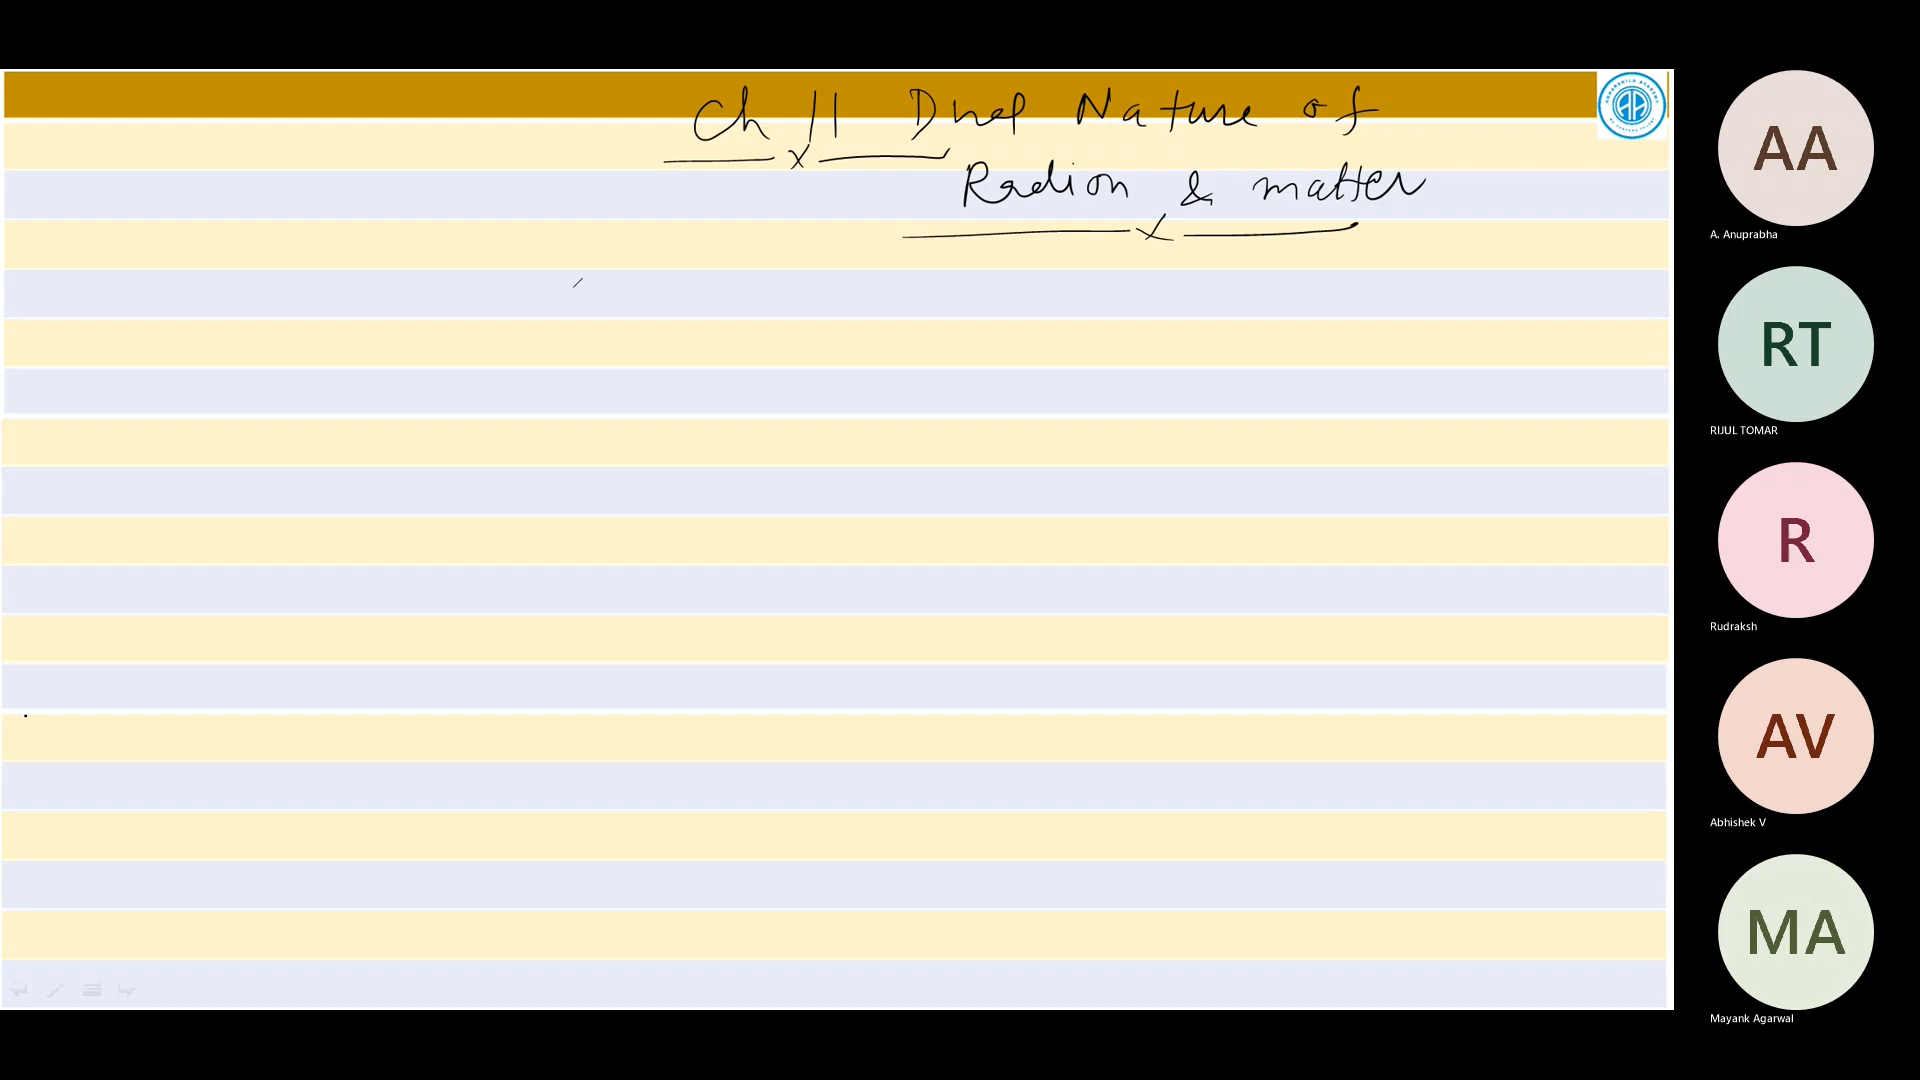 Ch 11 Dual Nature of
Radion & matter
AA
A. Anuprabha
RT
RIJUL TOMAR
R
Rudraksh
AV
Abhishek V
MA
Mayank Agarwal